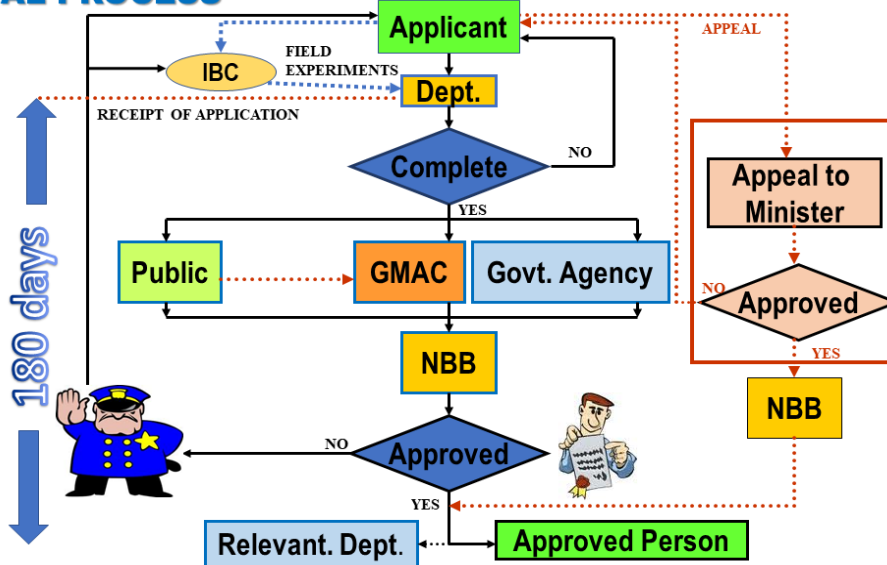 Applicant
APPEAL
FIELD
EXPERIMENTS
IBC
Dept.
RECEIPT OF APPLICATION
Complete
NO
YES
Appeal to
Minister
Public
GMAC
Govt. Agency
180 days
NO
Approved
YES
NBB
NBB
NO
Approved
YES
Relevant. Dept.
Approved Person